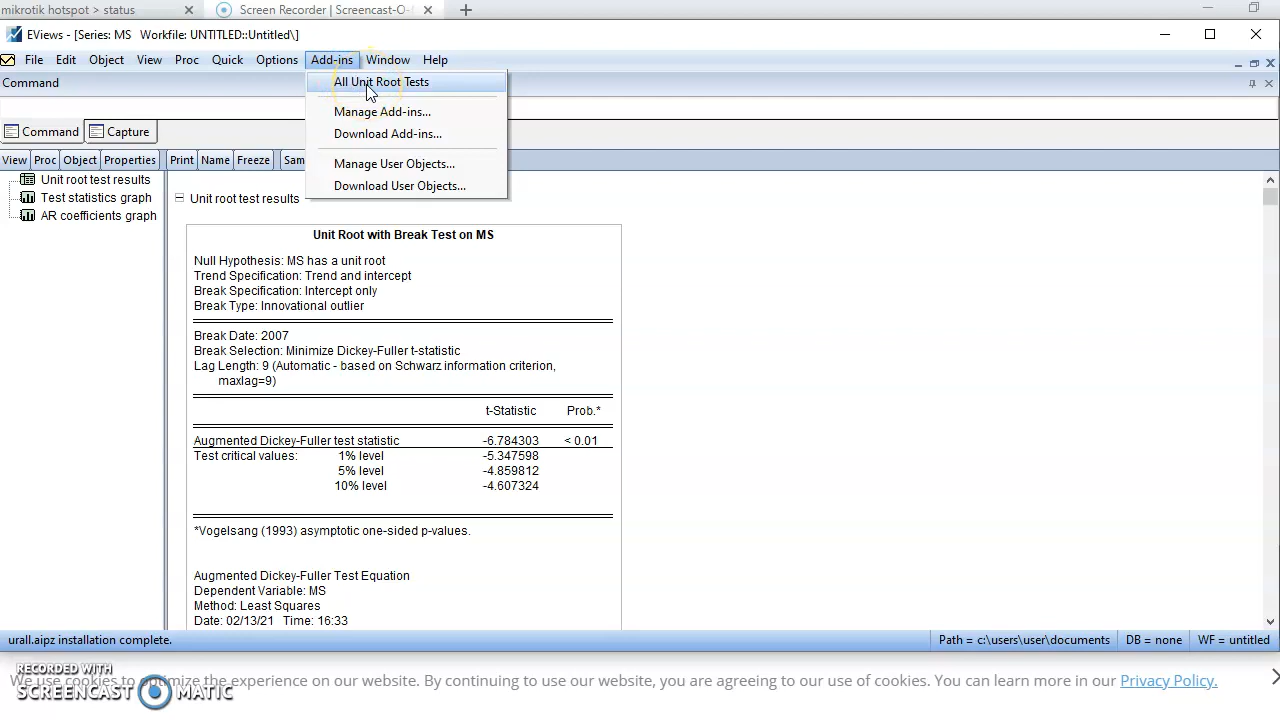 mikrotik hotspot > status
Screen Recorder | Screencast-O-
EViews - [Series: MS Workfile: UNTITLED::Untitled\]
File Edit Object View Proc Quick Options Add-ins Window Help
Command
All Unit Root Tests
Manage Add-ins...
Download Add-ins...
Manage User Objects...
Download User Objects...
Command Capture
View Proc Object Properties Print Name Freeze Sam
Unit root test results
Test statistics graph
AR coefficients graph
Unit root test results
Unit Root with Break Test on MS
Null Hypothesis: MS has a unit root
Trend Specification: Trend and intercept
Break Specification: Intercept only
Break Type: Innovational outlier
Break Date: 2007
Break Selection: Minimize Dickey-Fuller t-statistic
Lag Length: 9 (Automatic - based on Schwarz information criterion,
maxlag=9)
t-Statistic Prob.*
Augmented Dickey-Fuller test statistic -6.784303 < 0.01
Test critical values: 1% level -5.347598
5% level -4.859812
10% level -4.607324
*Vogelsang (1993) asymptotic one-sided p-values.
Augmented Dickey-Fuller Test Equation
Dependent Variable: MS
Method: Least Squares
Date: 02/13/21 Time: 16:33
urall.aipz installation complete.
Path = c:\users\user\documents DB = none WF = untitled
RECORDED WITH
SCREENCAST MATIC
We use cookies to optimize the experience on our website. By continuing to use our website, you are agreeing to our use of cookies. You can learn more in our Privacy Policy.